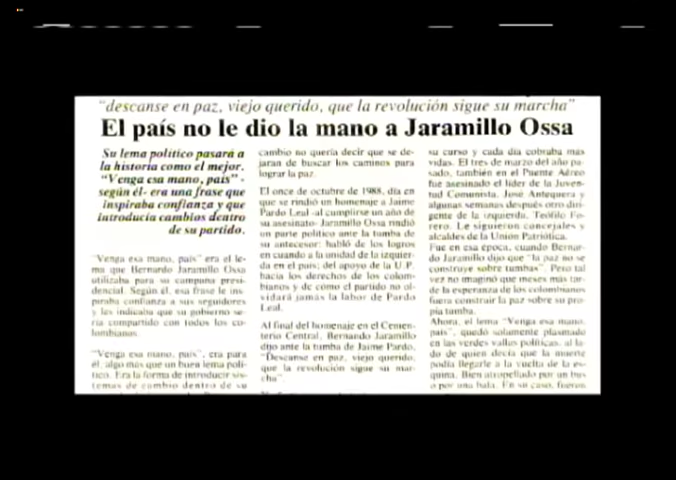 "descanse en paz, viejo querido, que la revolución sigue su marcha"
El país no le dio la mano a Jaramillo Ossa
Su lema político pasará a
la historia como el mejor.
"Venga esa mano, país" -
según él- era una frase que
inspiraba confianza y que
introducía cambios dentro
de su partido.
"Venga esa mano, país" era el le-
ma que Bernardo Jaramillo Ossa
utilizaba para su campaña presi-
dencial. Según él, esa frase le ins-
piraba confianza a sus seguidores
y les indicaba que su gobierno se-
ría compartido con todos los co-
lombianos.
"Venga esa mano, país", era para
él, algo más que un buen lema polí-
tico. Era la forma de introducir sis-
temas de cambio dentro de su
cambio no quería decir que se de-
jaran de buscar los caminos para
lograr la paz.
El once de octubre de 1988, día en
que se rindió un homenaje a Jaime
Pardo Leal -al cumplirse un año de
su asesinato- Jaramillo Ossa rindió
un parte político ante la tumba de
su antecesor: habló de los logros
en cuanto a la unidad de la izquier-
da en el país; del apoyo de la U.P.
hacia los derechos de los colom-
bianos y de cómo el partido no ol-
vidará jamás la labor de Pardo
Leal.
Al final del homenaje en el Cemen-
terio Central, Bernardo Jaramillo
dijo ante la tumba de Jaime Pardo,
"Descanse en paz, viejo querido,
que la revolución sigue su mar-
cha".
su curso y cada día cobraba más
vidas. El tres de marzo del año pa-
sado, también en el Puente Aéreo
fue asesinado el líder de la Juven-
tud Comunista, José Antequera y
algunas semanas después otro diri-
gente de la izquierda, Teófilo Fo-
rero. Le siguieron concejales y
alcaldes de la Unión Patriótica.
Fue en esa época, cuando Bernar-
do Jaramillo dijo que "la paz no se
construye sobre tumbas". Pero tal
vez no imaginó que meses más tar-
de la esperanza de los colombianos
fuera construir la paz sobre su pro-
pia tumba.
Ahora, el lema "Venga esa mano,
país", quedó solamente plasmado
en las verdes vallas políticas, al la-
do de quien decía que la muerte
podía llegarle a la vuelta de la es-
quina. Bien atropellado por un bus
o por una bala. En su caso, fueron